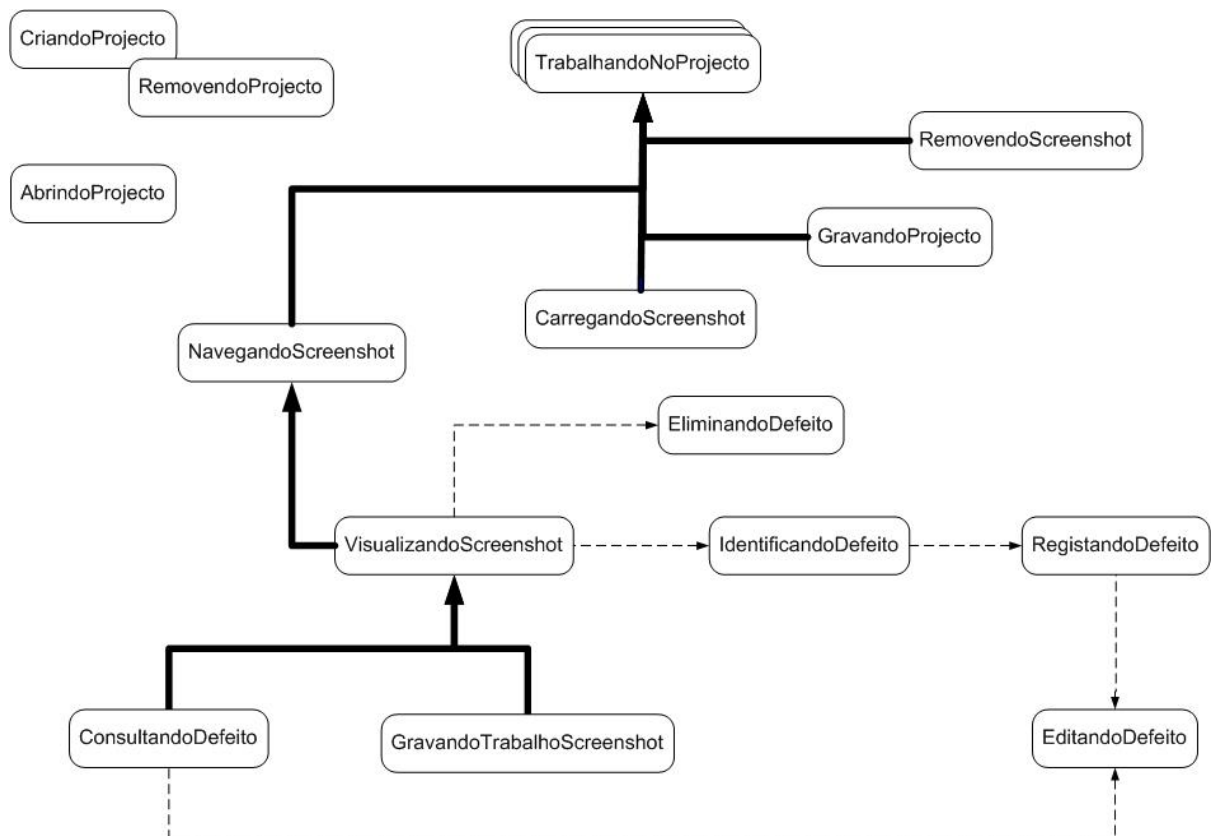 CriandoProjecto
RemovendoProjecto
TrabalhandoNoProjecto
RemovendoScreenshot
AbrindoProjecto
GravandoProjecto
CarregandoScreenshot
NavegandoScreenshot
EliminandoDefeito
VisualizandoScreenshot
IdentificandoDefeito
RegistandoDefeito
ConsultandoDefeito
GravandoTrabalhoScreenshot
EditandoDefeito